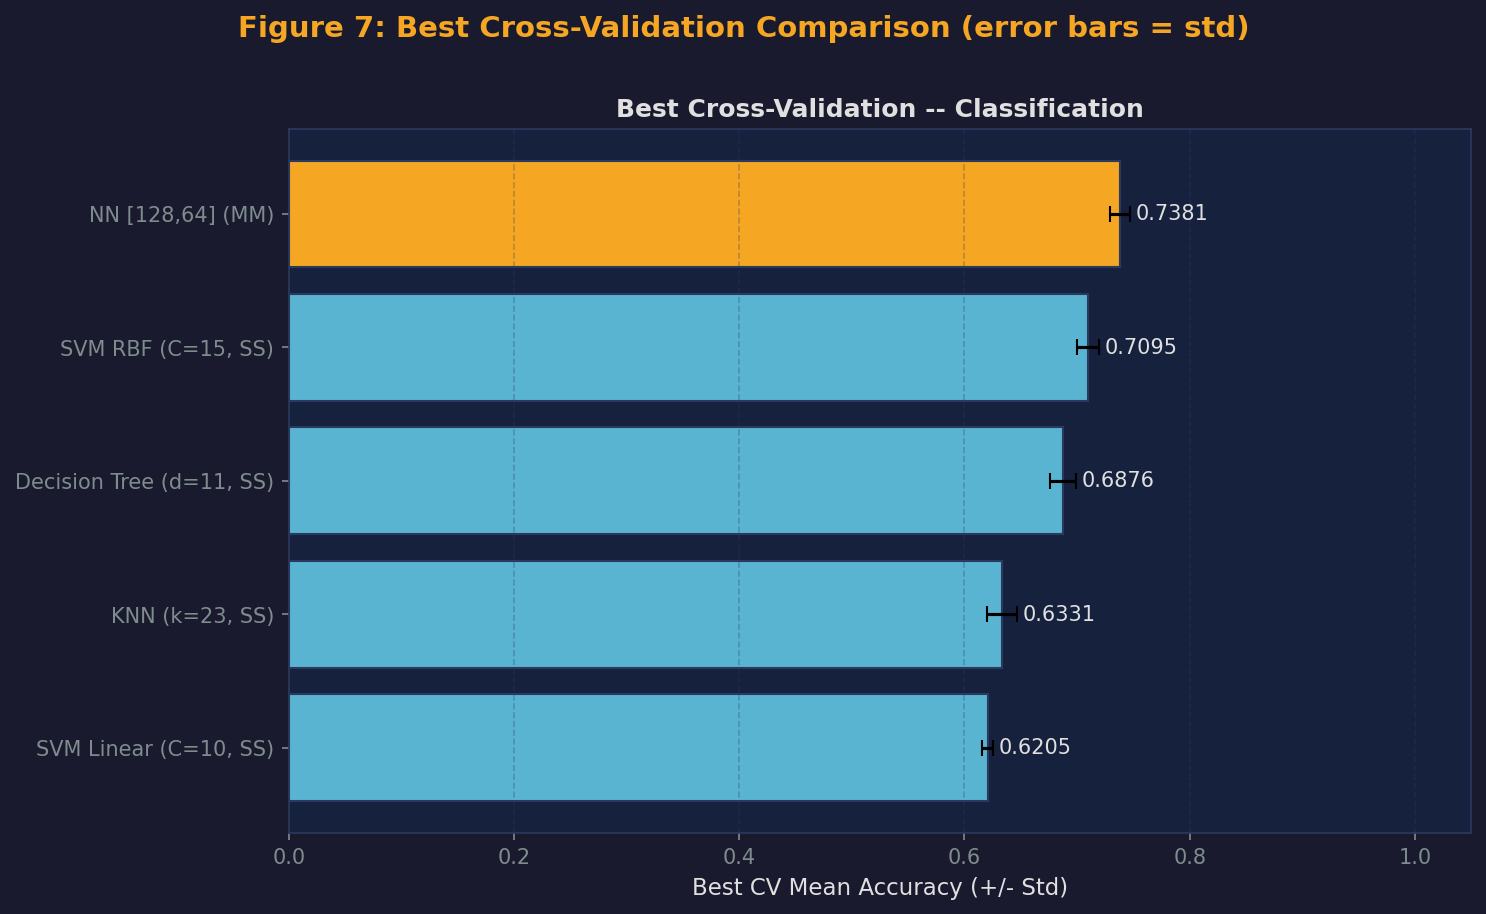 Figure 7: Best Cross-Validation Comparison (error bars = std)
Best Cross-Validation -- Classification
NN [128,64] (MM)
0.7381
SVM RBF (C=15, SS)
0.7095
Decision Tree (d=11, SS)
0.6876
KNN (k=23, SS)
0.6331
SVM Linear (C=10, SS)
0.6205
0.0 0.2 0.4 0.6 0.8 1.0
Best CV Mean Accuracy (+/- Std)